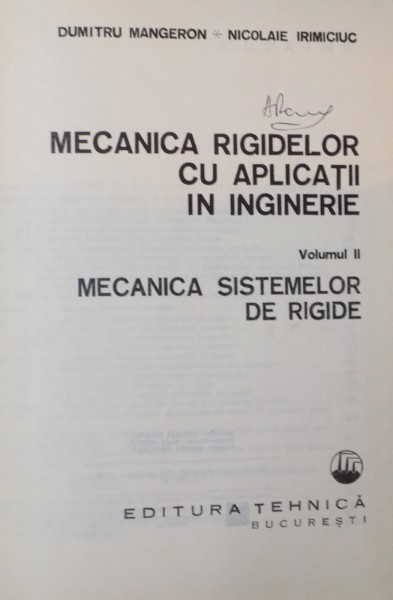 DUMITRU MANGERON * NICOLAIE IRIMICIUC
MECANICA RIGIDELOR
CU APLICAȚII
IN INGINERIE
Volumul II
MECANICA SISTEMELOR
DE RIGIDE
EDITURA TEHNICĂ
BUCUREȘTI